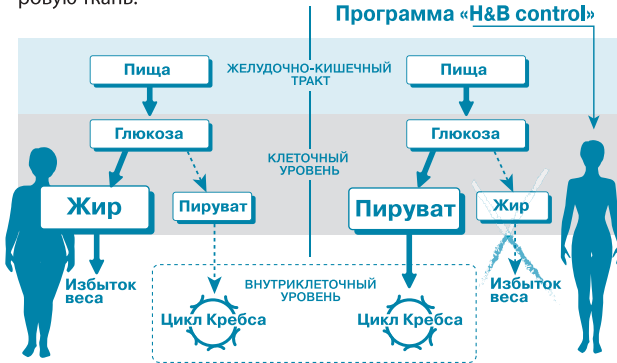 ровую ткань.
Программа «H&B control»
Пища
ЖЕЛУДОЧНО-КИШЕЧНЫЙ
ТРАКТ
Пища
Глюкоза
Глюкоза
КЛЕТОЧНЫЙ
УРОВЕНЬ
Жир
Пируват
Пируват
Жир
Избыток
веса
ВНУТРИКЛЕТОЧНЫЙ
УРОВЕНЬ
Избыток
веса
Цикл Кребса
Цикл Кребса